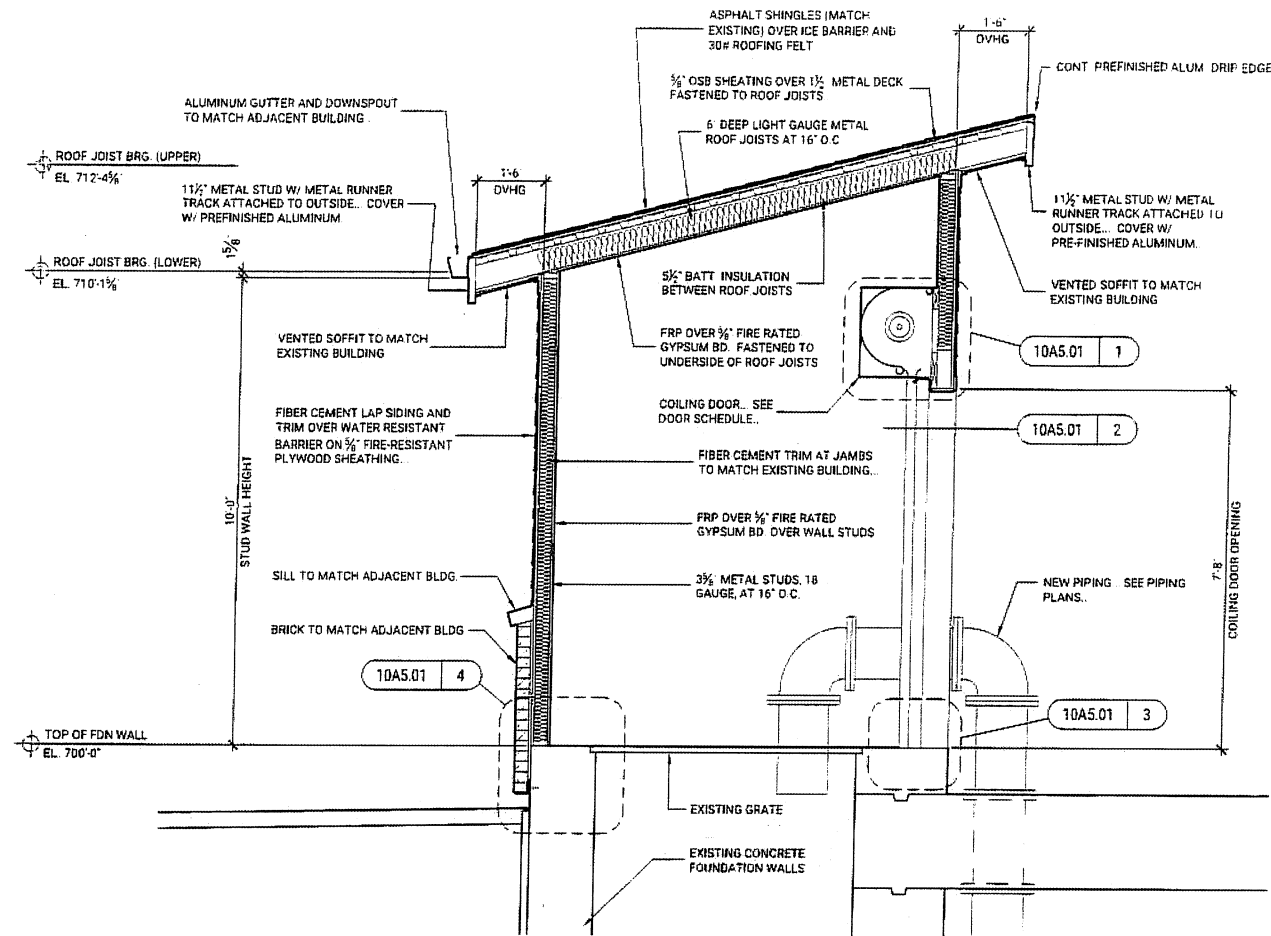 ASPHALT SHINGLES (MATCH
EXISTING) OVER ICE BARRIER AND
30# ROOFING FELT
1'-6"
OVHG
CONT PREFINISHED ALUM DRIP EDGE
⅝" OSB SHEATING OVER 1½" METAL DECK
FASTENED TO ROOF JOISTS
ALUMINUM GUTTER AND DOWNSPOUT
TO MATCH ADJACENT BUILDING
6" DEEP LIGHT GAUGE METAL
ROOF JOISTS AT 16" O.C
ROOF JOIST BRG. (UPPER)
EL 712'-4⅝"
1'-6"
OVHG
11½" METAL STUD W/ METAL RUNNER
TRACK ATTACHED TO OUTSIDE... COVER
W/ PREFINISHED ALUMINUM
11½" METAL STUD W/ METAL
RUNNER TRACK ATTACHED TO
OUTSIDE... COVER W/
PRE-FINISHED ALUMINUM..
1⅝"
ROOF JOIST BRG. (LOWER)
EL. 710'-1⅝"
5½" BATT INSULATION
BETWEEN ROOF JOISTS
VENTED SOFFIT TO MATCH
EXISTING BUILDING
VENTED SOFFIT TO MATCH
EXISTING BUILDING
FRP OVER ⅝" FIRE RATED
GYPSUM BD. FASTENED TO
UNDERSIDE OF ROOF JOISTS
10A5.01 1
COILING DOOR... SEE
DOOR SCHEDULE..
FIBER CEMENT LAP SIDING AND
TRIM OVER WATER RESISTANT
BARRIER ON ⅝" FIRE-RESISTANT
PLYWOOD SHEATHING...
10A5.01 2
FIBER CEMENT TRIM AT JAMBS
TO MATCH EXISTING BUILDING...
10'-0"
STUD WALL HEIGHT
FRP OVER ⅝" FIRE RATED
GYPSUM BD. OVER WALL STUDS
SILL TO MATCH ADJACENT BLDG.
3⅝" METAL STUDS, 18
GAUGE, AT 16" O.C.
7'-8"
COILING DOOR OPENING
NEW PIPING.. SEE PIPING
PLANS..
BRICK TO MATCH ADJACENT BLDG
10A5.01 4
10A5.01 3
TOP OF FDN WALL
EL. 700'-0"
EXISTING GRATE
EXISTING CONCRETE
FOUNDATION WALLS